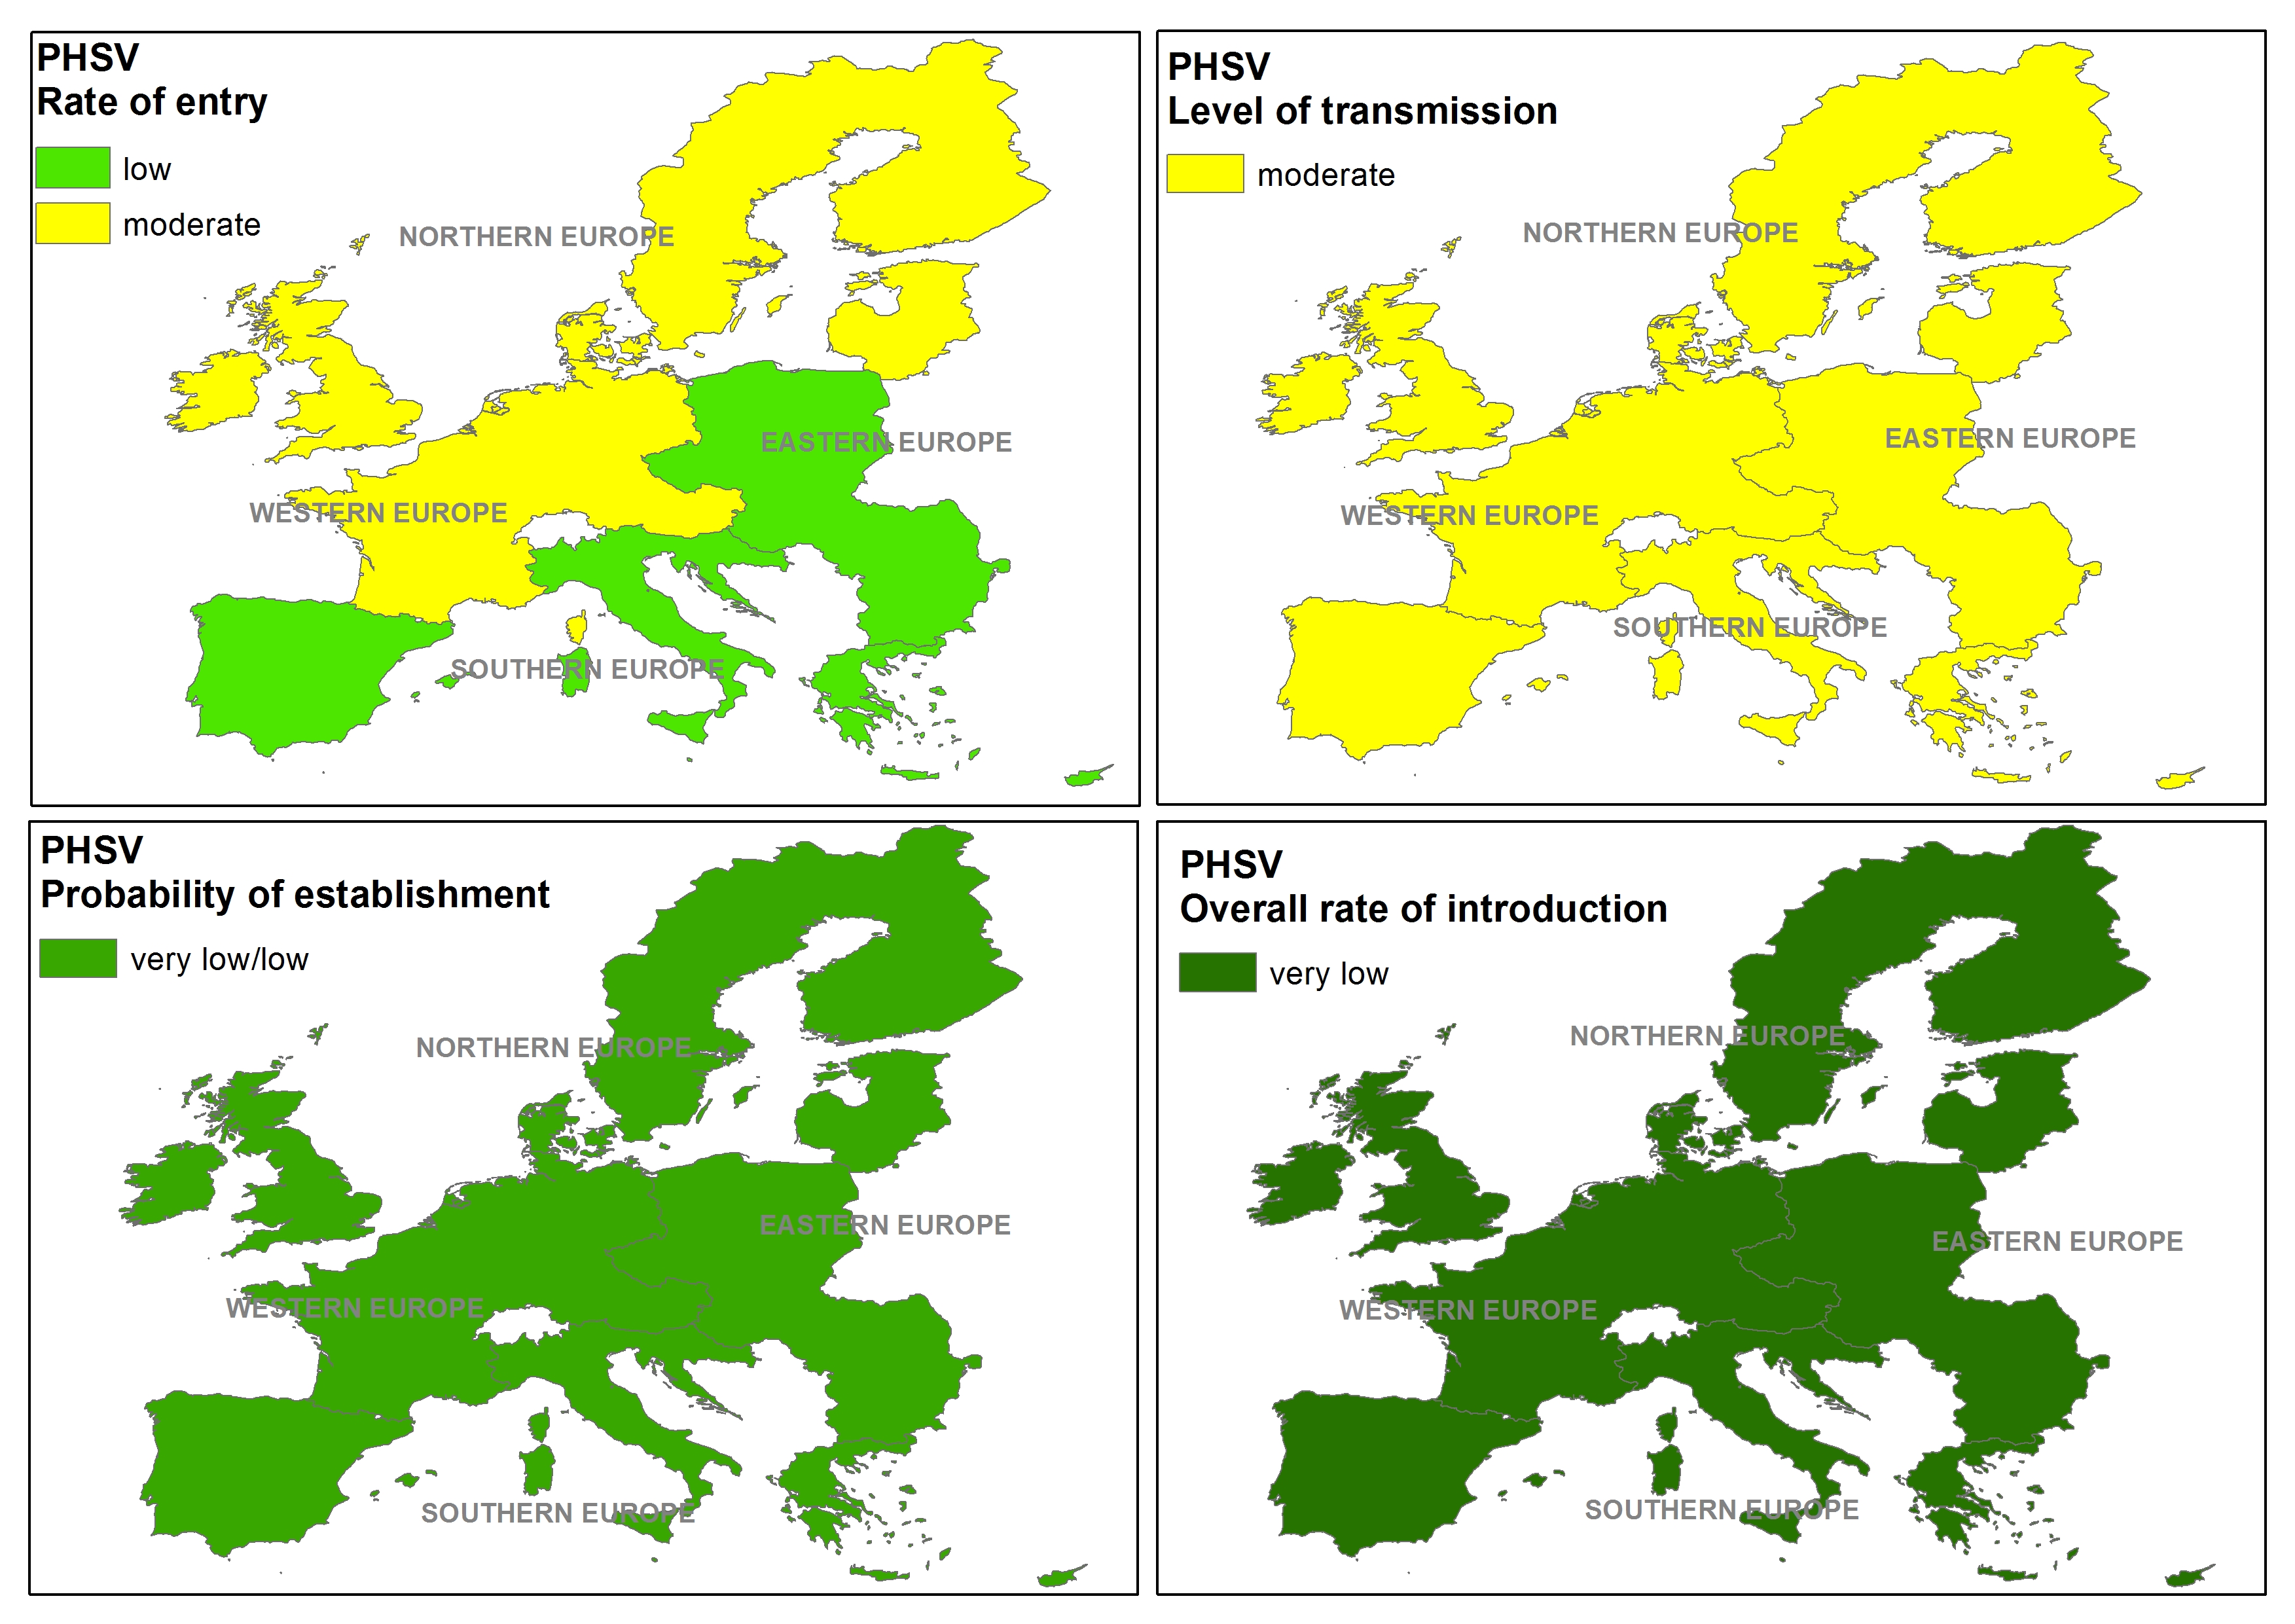 PHSV
Rate of entry
low
moderate
NORTHERN EUROPE
EASTERN EUROPE
WESTERN EUROPE
SOUTHERN EUROPE
PHSV
Level of transmission
moderate
NORTHERN EUROPE
EASTERN EUROPE
WESTERN EUROPE
SOUTHERN EUROPE
PHSV
Probability of establishment
very low/low
NORTHERN EUROPE
EASTERN EUROPE
WESTERN EUROPE
SOUTHERN EUROPE
PHSV
Overall rate of introduction
very low
NORTHERN EUROPE
EASTERN EUROPE
WESTERN EUROPE
SOUTHERN EUROPE